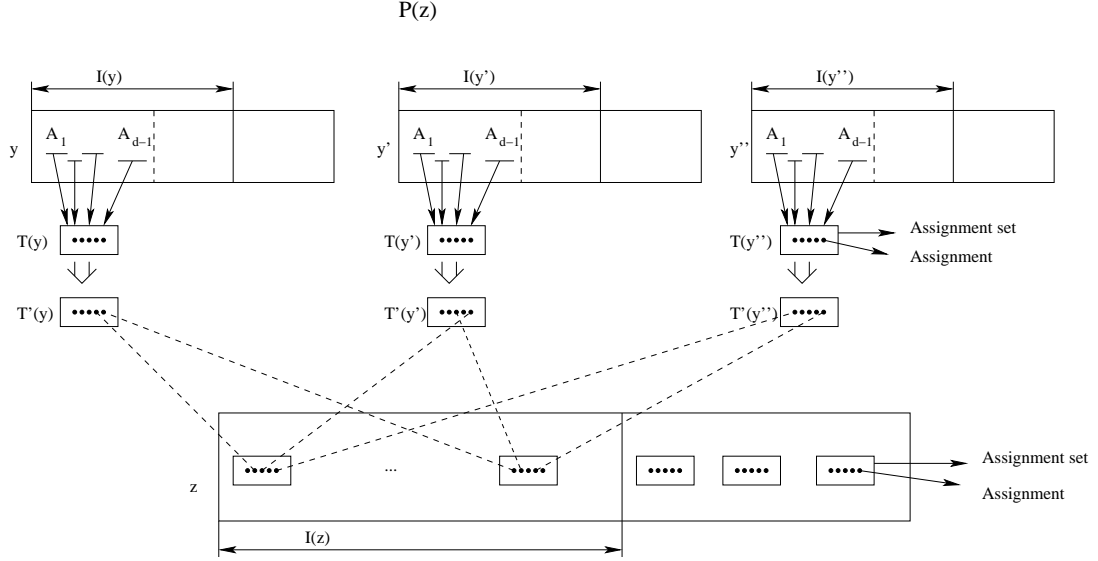 P(z)
I(y) I(y') I(y'')
A1 Ad−1 A1 Ad−1 A1 Ad−1
y y' y''
T(y) T(y') T(y'') Assignment set
Assignment
T'(y) T'(y') T'(y'')
z ... Assignment set
Assignment
I(z)